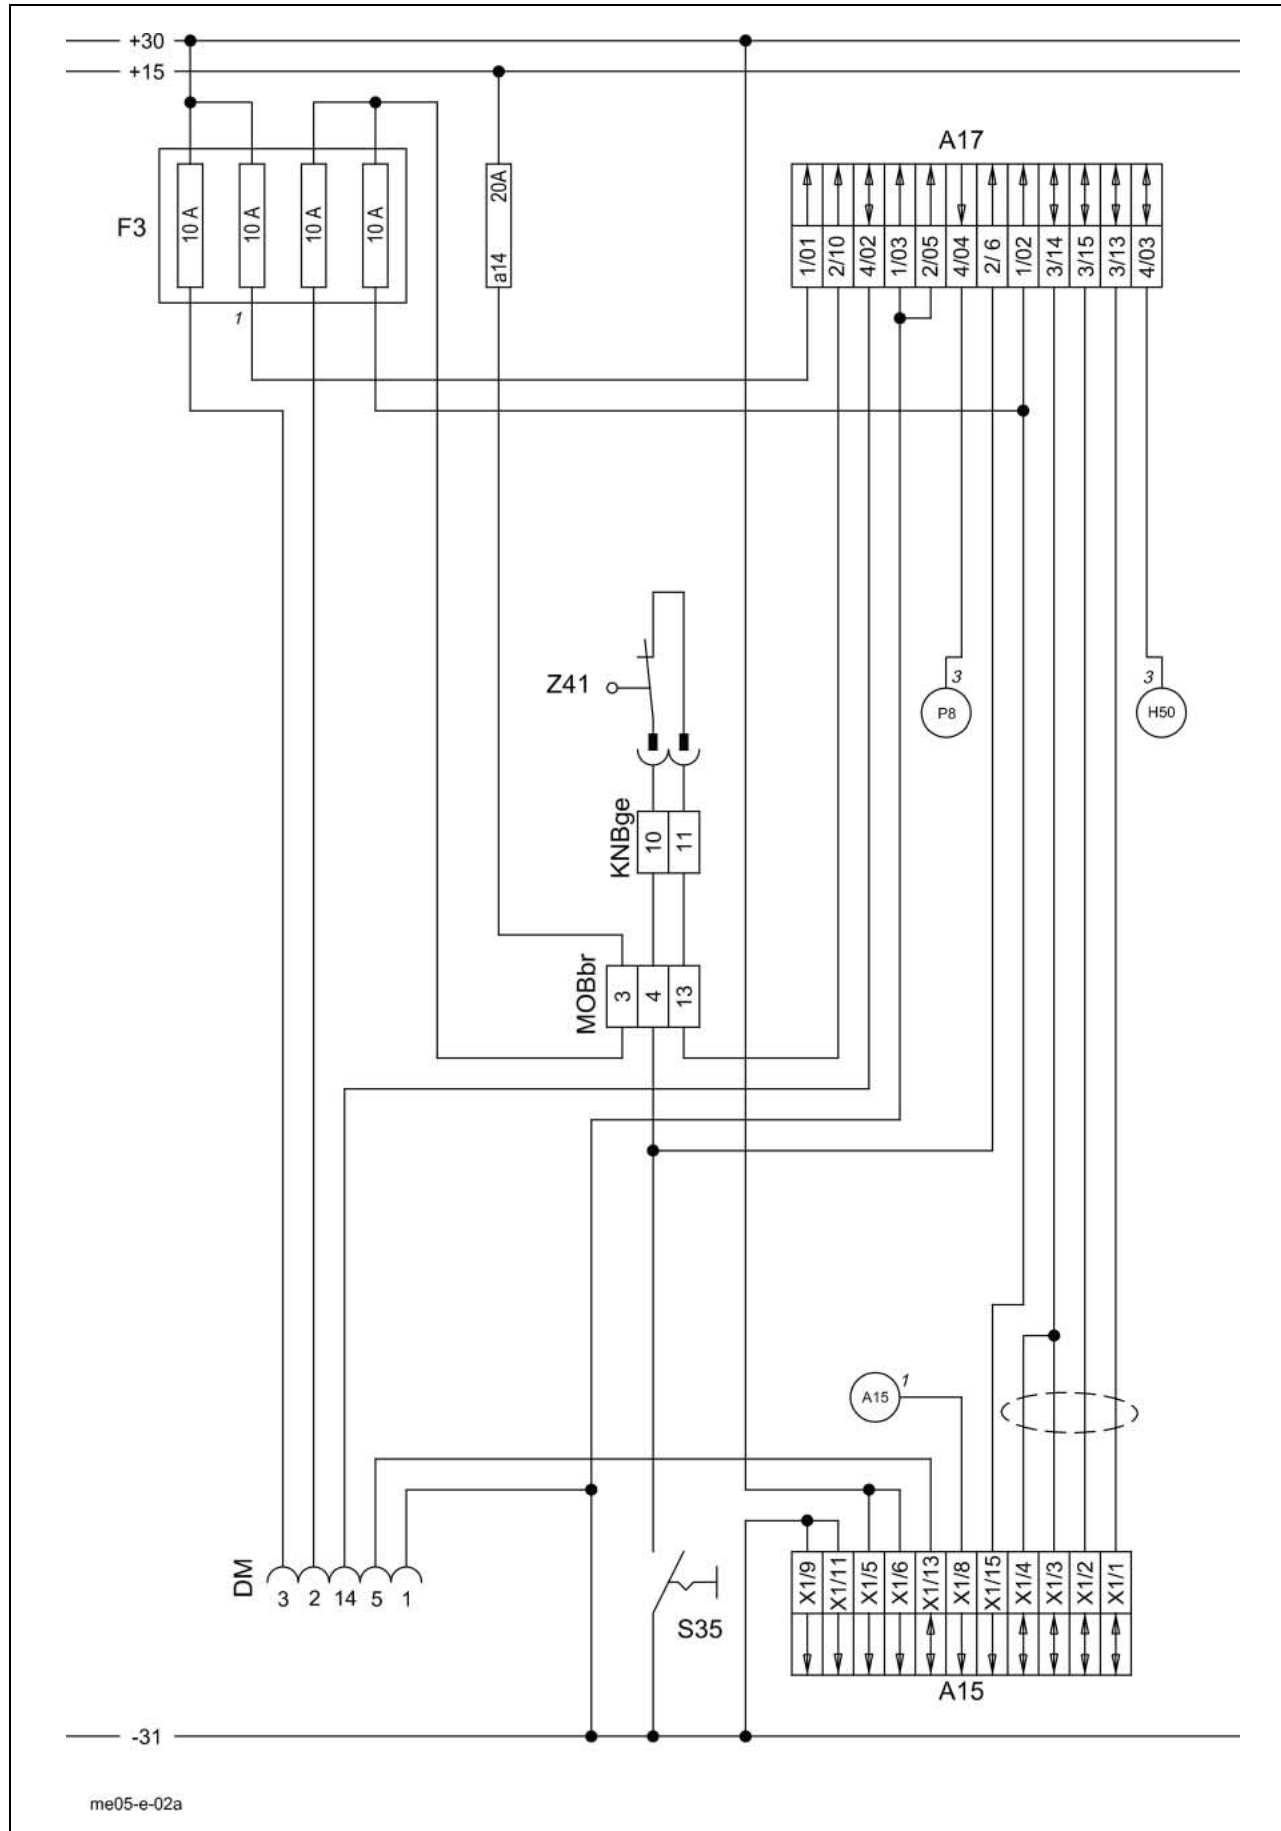 +30
+15
A17
F3
10 A
10 A
10 A
10 A
a14 20A
1/01
2/10
4/02
1/03
2/05
4/04
2/ 6
1/02
3/14
3/15
3/13
4/03
1
Z41
3
P8
3
H50
KNBge
10
11
MOBbr
3
4
13
A15
1
DM
3
2
14
5
1
S35
X1/9
X1/11
X1/5
X1/6
X1/13
X1/8
X1/15
X1/4
X1/3
X1/2
X1/1
A15
-31
me05-e-02a